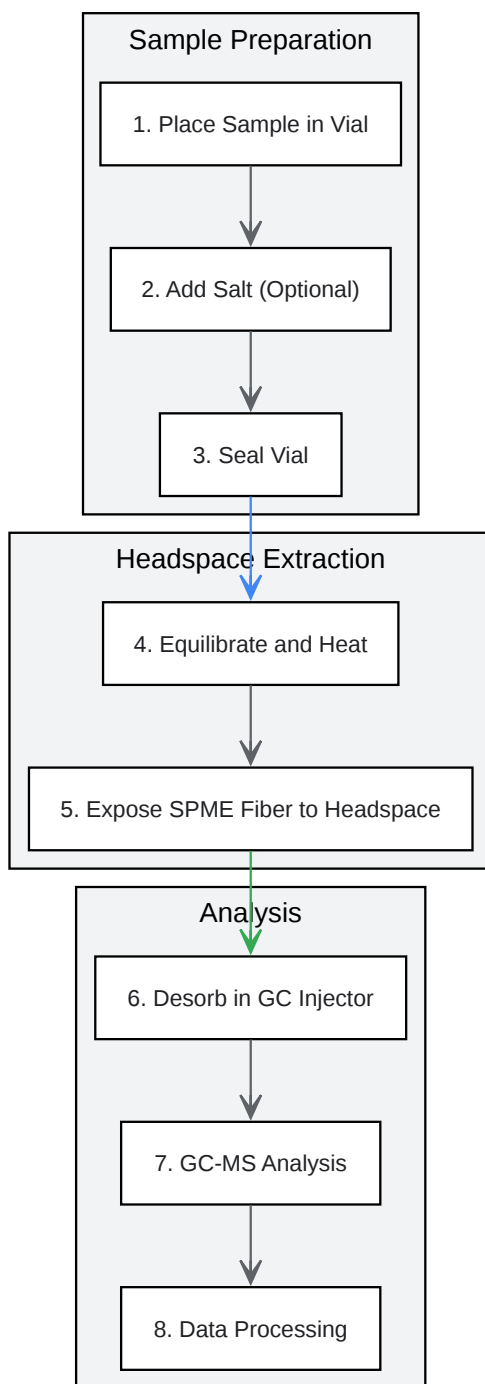 Sample Preparation
1. Place Sample in Vial
2. Add Salt (Optional)
3. Seal Vial
Headspace Extraction
4. Equilibrate and Heat
5. Expose SPME Fiber to Headspace
Analysis
6. Desorb in GC Injector
7. GC-MS Analysis
8. Data Processing